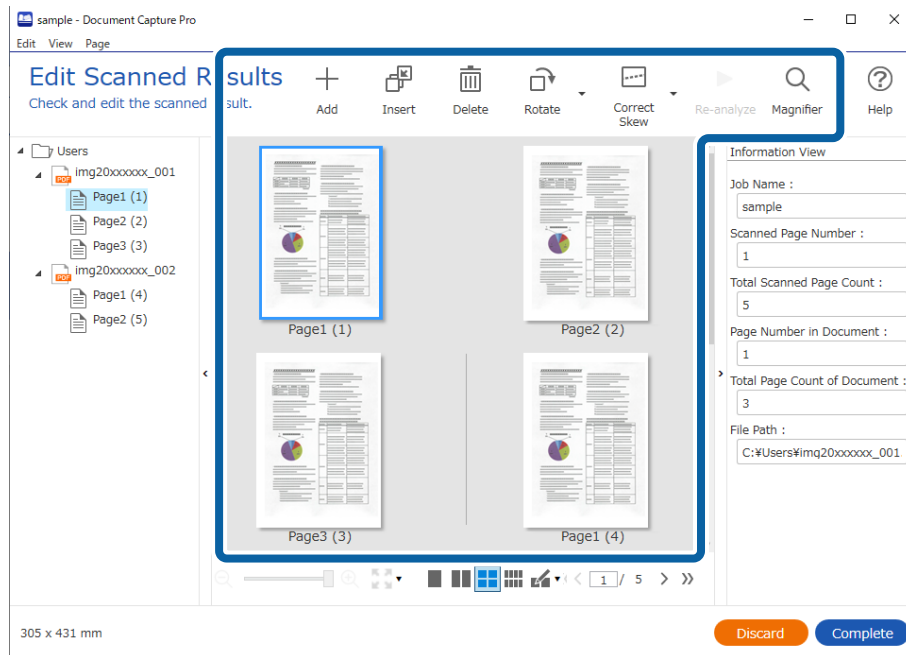 sample - Document Capture Pro
Edit View Page
Edit Scanned Results
Check and edit the scanned sult.
Add
Insert
Delete
Rotate
Correct Skew
Re-analyze
Magnifier
Help
Users
PDF
img20xxxxxx_001
Page1 (1)
Page2 (2)
Page3 (3)
PDF
img20xxxxxx_002
Page1 (4)
Page2 (5)
Page1 (1)
Page2 (2)
Page3 (3)
Page1 (4)
Information View
Job Name :
sample
Scanned Page Number :
1
Total Scanned Page Count :
5
Page Number in Document :
1
Total Page Count of Document :
3
File Path :
C:¥Users¥img20xxxxxx_001
1 / 5
305 x 431 mm
Discard
Complete